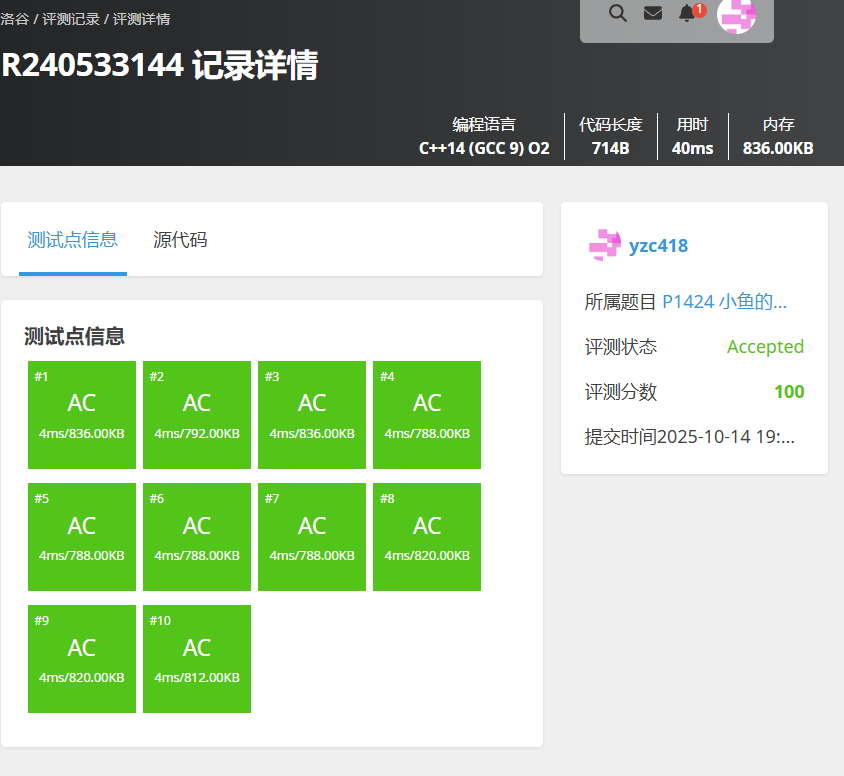 洛谷 / 评测记录 / 评测详情
1
R240533144 记录详情
编程语言 代码长度 用时 内存
C++14 (GCC 9) O2 714B 40ms 836.00KB
测试点信息 源代码
测试点信息
#1 #2 #3 #4
AC AC AC AC
4ms/836.00KB 4ms/792.00KB 4ms/836.00KB 4ms/788.00KB
#5 #6 #7 #8
AC AC AC AC
4ms/788.00KB 4ms/788.00KB 4ms/788.00KB 4ms/820.00KB
#9 #10
AC AC
4ms/820.00KB 4ms/812.00KB
yzc418
所属题目 P1424 小鱼的...
评测状态 Accepted
评测分数 100
提交时间2025-10-14 19:...